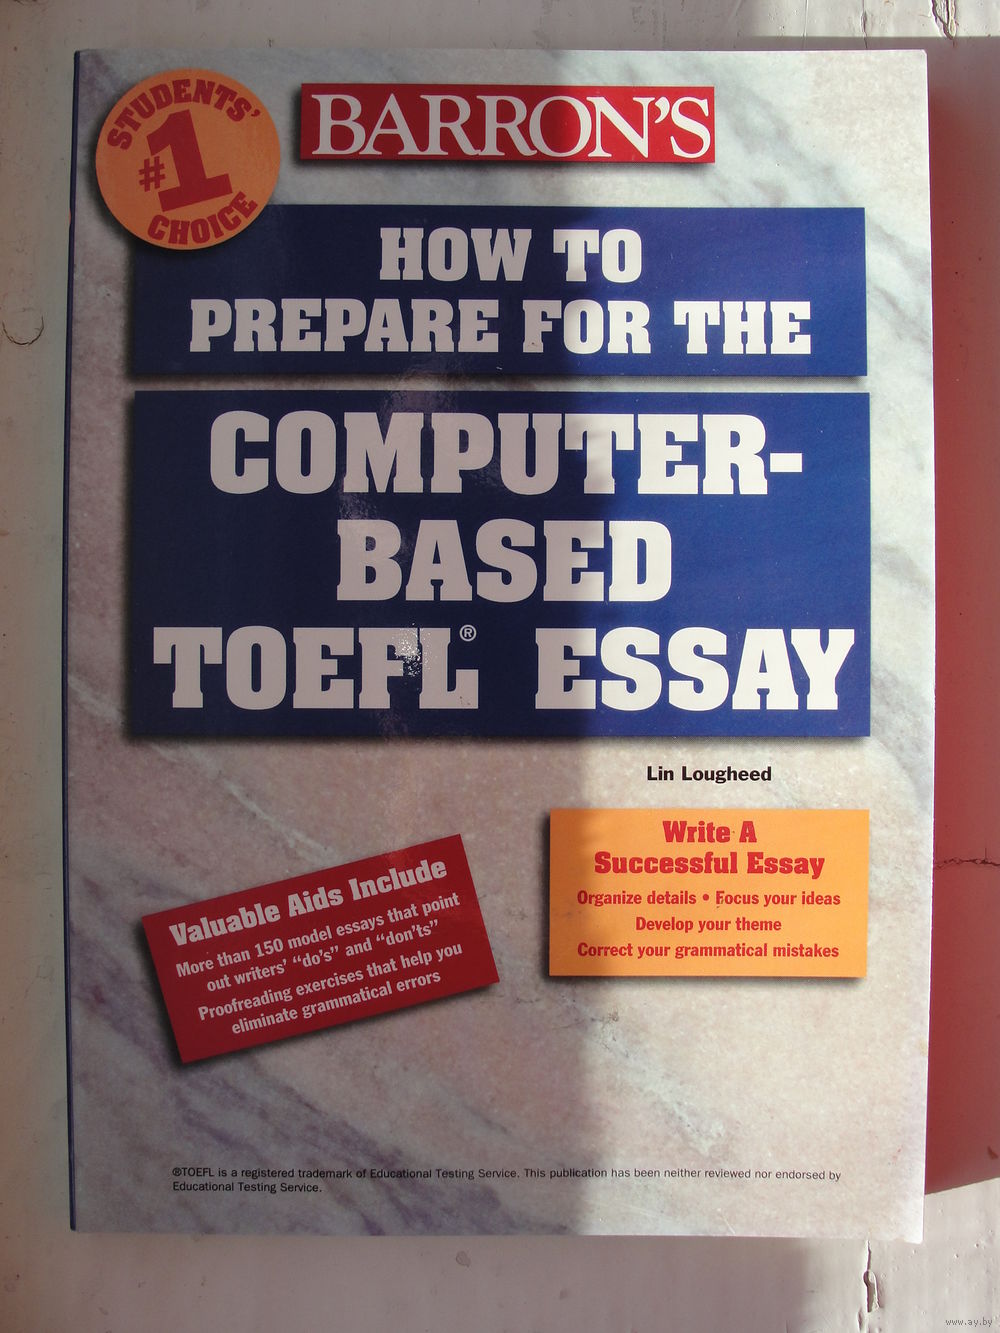 STUDENTS'
#1
CHOICE
BARRON'S
HOW TO
PREPARE FOR THE
COMPUTER-
BASED
TOEFL® ESSAY
Lin Lougheed
Write A
Successful Essay
Organize details • Focus your ideas
Develop your theme
Correct your grammatical mistakes
Valuable Aids Include
More than 150 model essays that point
out writers' "do's" and "don'ts"
Proofreading exercises that help you
eliminate grammatical errors
®TOEFL is a registered trademark of Educational Testing Service. This publication has been neither reviewed nor endorsed by
Educational Testing Service.
www.ay.by